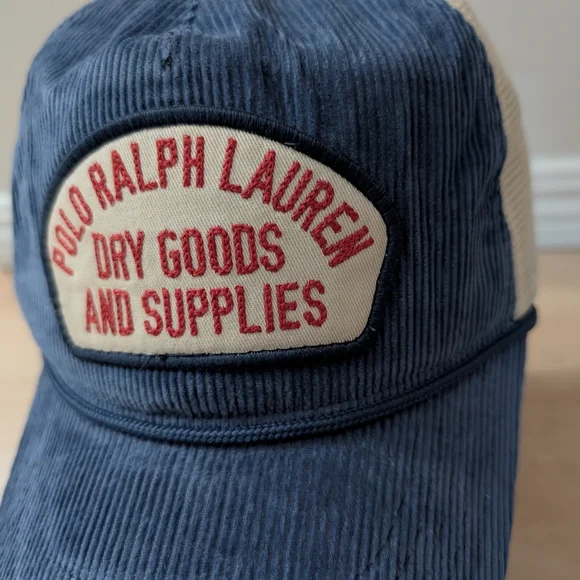 POLO RALPH LAUREN
DRY GOODS
AND SUPPLIES